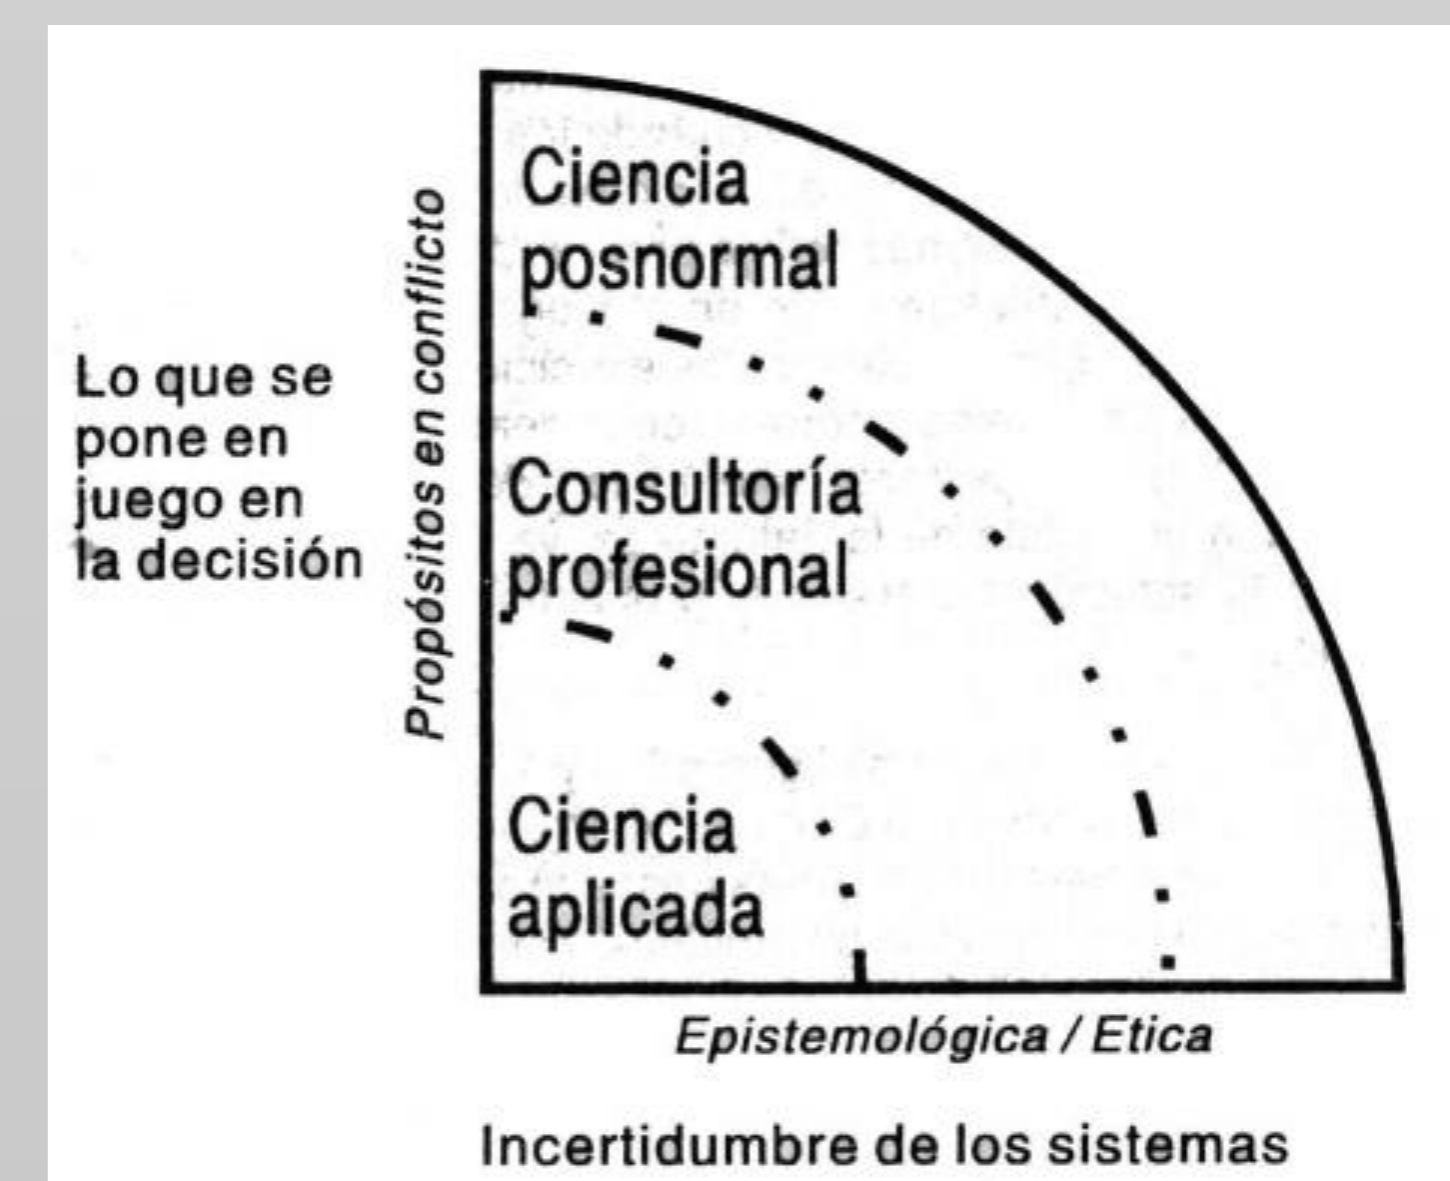 Ciencia
posnormal
Propósitos en conflicto
Lo que se
pone en
juego en
la decisión
Consultoría
profesional
Ciencia
aplicada
Epistemológica / Etica
Incertidumbre de los sistemas